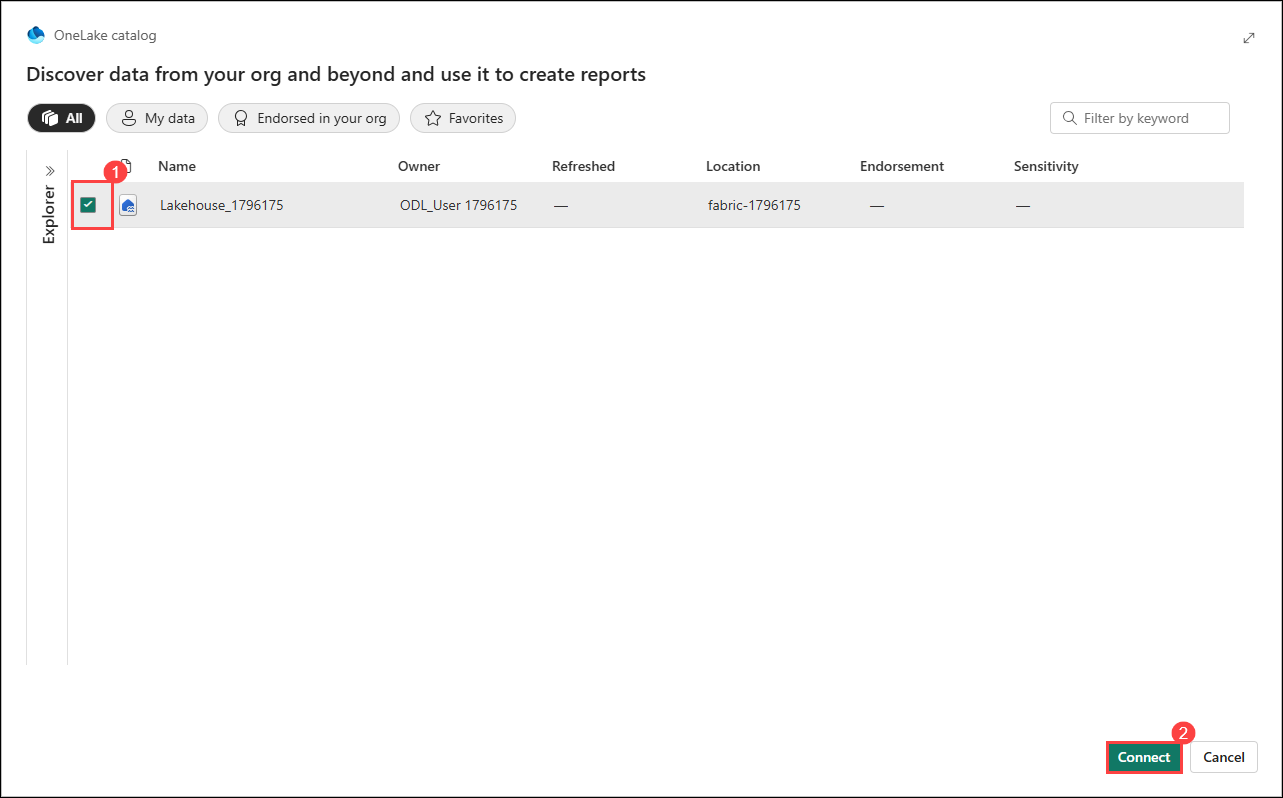 OneLake catalog
Discover data from your org and beyond and use it to create reports
All My data Endorsed in your org Favorites Filter by keyword
Explorer
1
Name Owner Refreshed Location Endorsement Sensitivity
Lakehouse_1796175 ODL_User 1796175 — fabric-1796175 — —
2
Connect Cancel